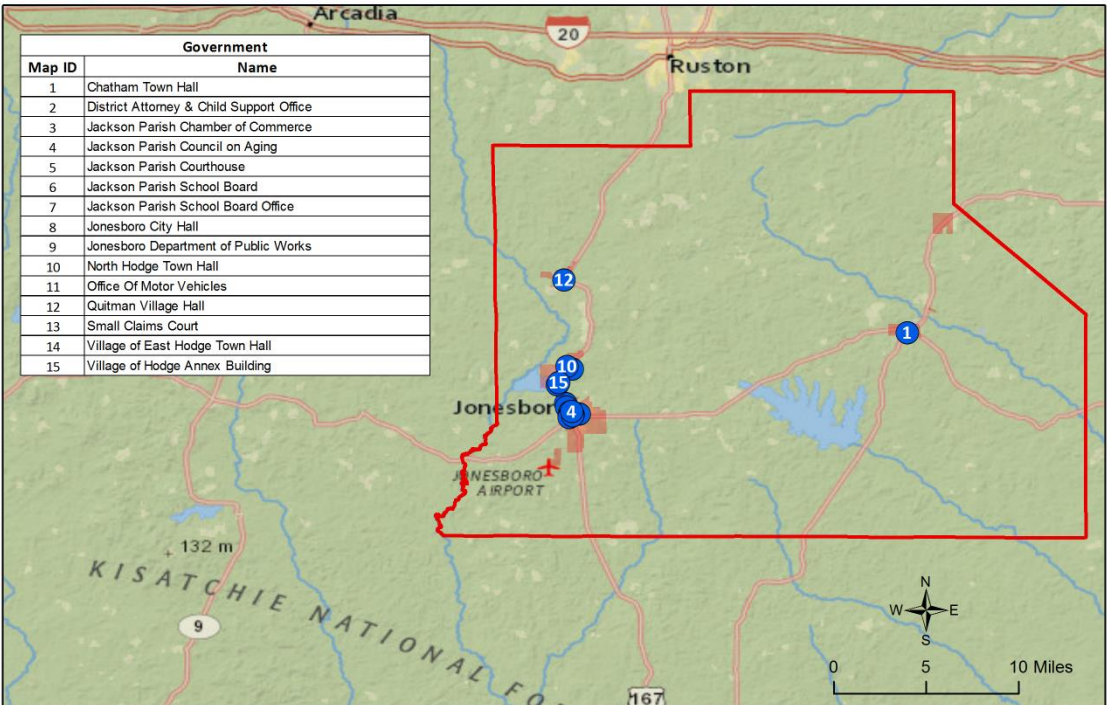 Arcadia
20
Ruston
Government
Map ID Name
1 Chatham Town Hall
2 District Attorney & Child Support Office
3 Jackson Parish Chamber of Commerce
4 Jackson Parish Council on Aging
5 Jackson Parish Courthouse
6 Jackson Parish School Board
7 Jackson Parish School Board Office
8 Jonesboro City Hall
9 Jonesboro Department of Public Works
10 North Hodge Town Hall
11 Office Of Motor Vehicles
12 Quitman Village Hall
13 Small Claims Court
14 Village of East Hodge Town Hall
15 Village of Hodge Annex Building
12
1
10
15
Jonesbor 4
JONESBORO
AIRPORT
132 m
KISATCHIE NATIONAL FO
9
167
N
W E
S
0 5 10 Miles